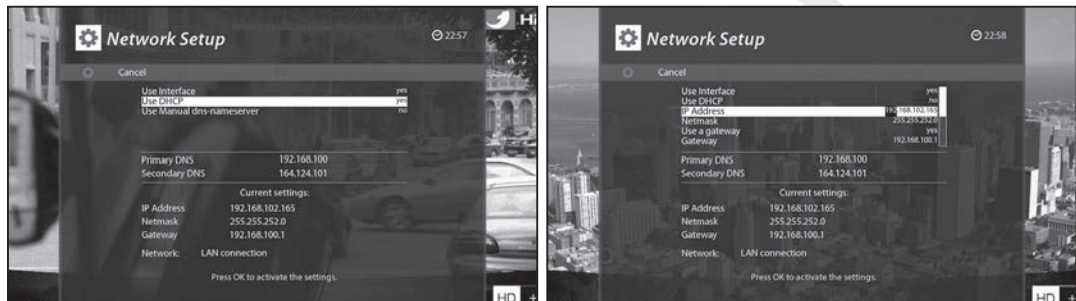 Network Setup
22:57
Hi
Cancel
Use Interface yes
Use DHCP yes
Use Manual dns-nameserver no
Primary DNS 192.168.100
Secondary DNS 164.124.101
Current settings:
IP Address 192.168.102.165
Netmask 255.255.252.0
Gateway 192.168.100.1
Network: LAN connection
Press OK to activate the settings.
HD +
Network Setup
22:58
Cancel
Use Interface yes
Use DHCP no
IP Address 192.168.102.165
Netmask 255.255.252.0
Use a gateway yes
Gateway 192.168.100.1
Primary DNS 192.168.100
Secondary DNS 164.124.101
Current settings:
IP Address 192.168.102.165
Netmask 255.255.252.0
Gateway 192.168.100.1
Network: LAN connection
Press OK to activate the settings.
HD +